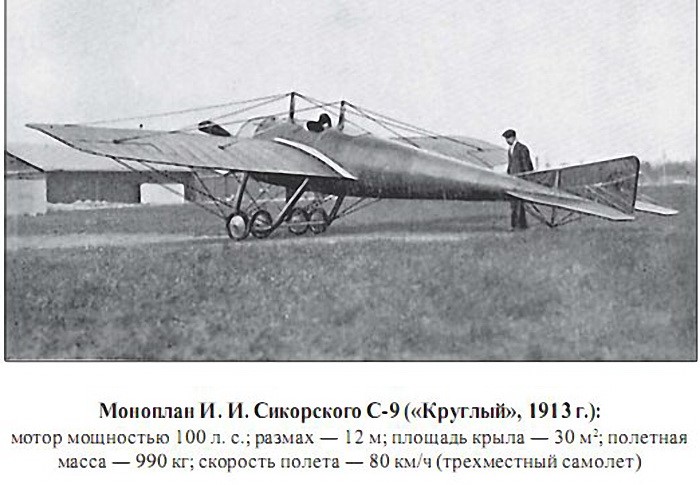 Моноплан И. И. Сикорского С-9 («Круглый», 1913 г.):
мотор мощностью 100 л. с.; размах — 12 м; площадь крыла — 30 м²; полетная
масса — 990 кг; скорость полета — 80 км/ч (трехместный самолет)